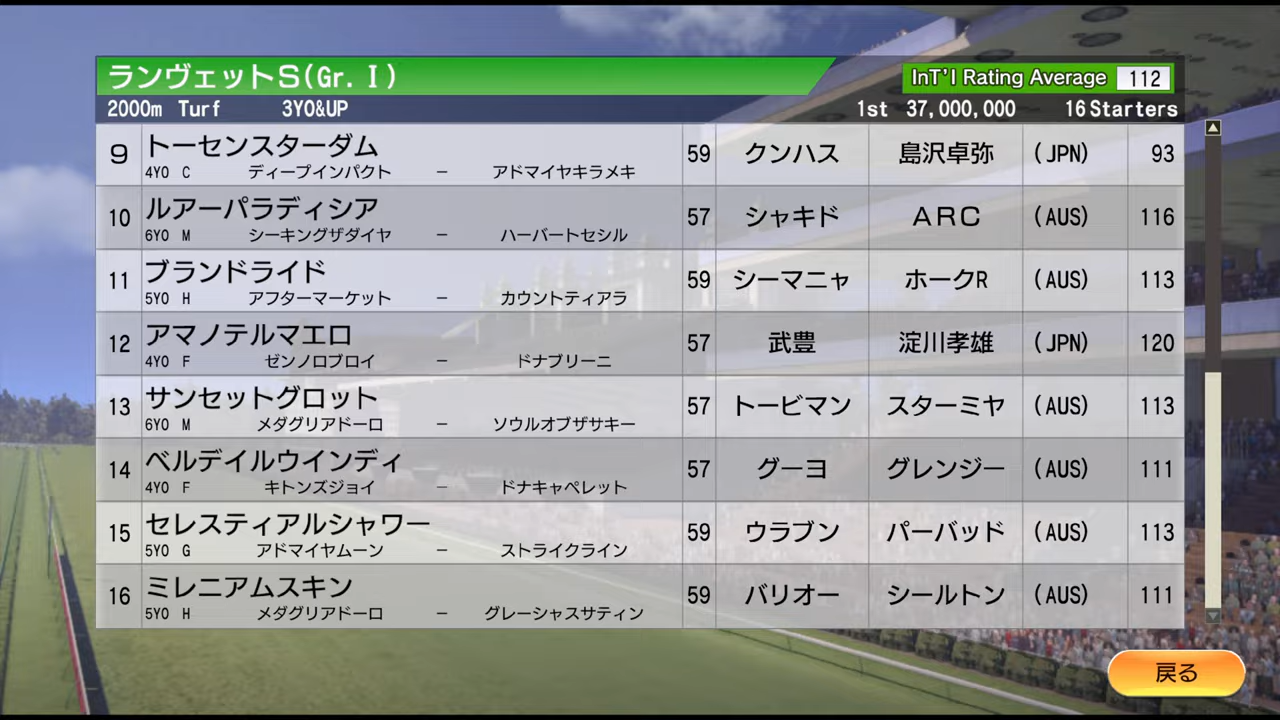 ランヴェットS(Gr.Ⅰ)
InT'l Rating Average 112
2000m Turf 3YO&UP 1st 37,000,000 16Starters
9 トーセンスターダム 59 クンハス 島沢卓弥 (JPN) 93
4YO C ディープインパクト － アドマイヤキラメキ
10 ルアーパラディシア 57 シャキド ARC (AUS) 116
6YO M シーキングザダイヤ － ハーバートセシル
11 ブランドライド 59 シーマニャ ホークR (AUS) 113
5YO H アフターマーケット － カウントティアラ
12 アマノテルマエロ 57 武豊 淀川孝雄 (JPN) 120
4YO F ゼンノロブロイ － ドナブリーニ
13 サンセットグロット 57 トービマン スターミヤ (AUS) 113
6YO M メダグリアドーロ － ソウルオブザサキー
14 ベルデイルウインディ 57 グーヨ グレンジー (AUS) 111
4YO F キトンズジョイ － ドナキャペレット
15 セレスティアルシャワー 59 ウラブン パーバッド (AUS) 113
5YO G アドマイヤムーン － ストライクライン
16 ミレニアムスキン 59 バリオー シールトン (AUS) 111
5YO H メダグリアドーロ － グレーシャスサティン
戻る